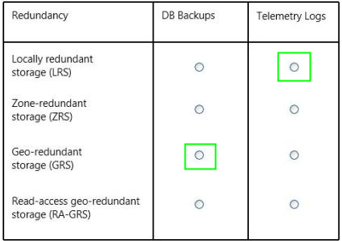 Redundancy DB Backups Telemetry Logs
Locally redundant
storage (LRS)
Zone-redundant
storage (ZRS)
Geo-redundant
storage (GRS)
Read-access geo-redundant
storage (RA-GRS)